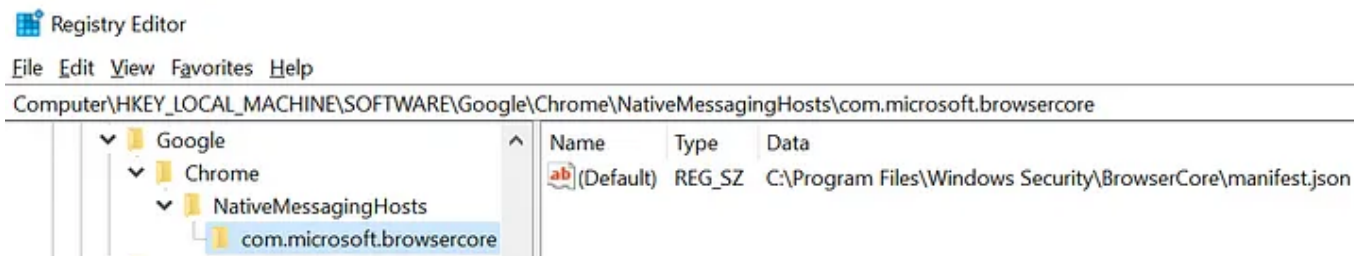 Registry Editor
File Edit View Favorites Help
Computer\HKEY_LOCAL_MACHINE\SOFTWARE\Google\Chrome\NativeMessagingHosts\com.microsoft.browsercore
Google
Chrome
NativeMessagingHosts
com.microsoft.browsercore
Name Type Data
ab (Default) REG_SZ C:\Program Files\Windows Security\BrowserCore\manifest.json